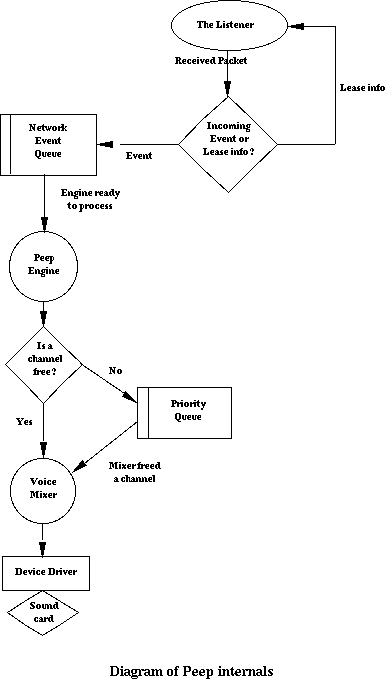 The Listener
Received Packet
Lease info
Incoming
Event or
Lease info?
Network
Event
Queue
Event
Engine ready
to process
Peep
Engine
Is a
channel
free?
No
Priority
Queue
Yes
Mixer freed
a channel
Voice
Mixer
Device Driver
Sound
card
Diagram of Peep internals